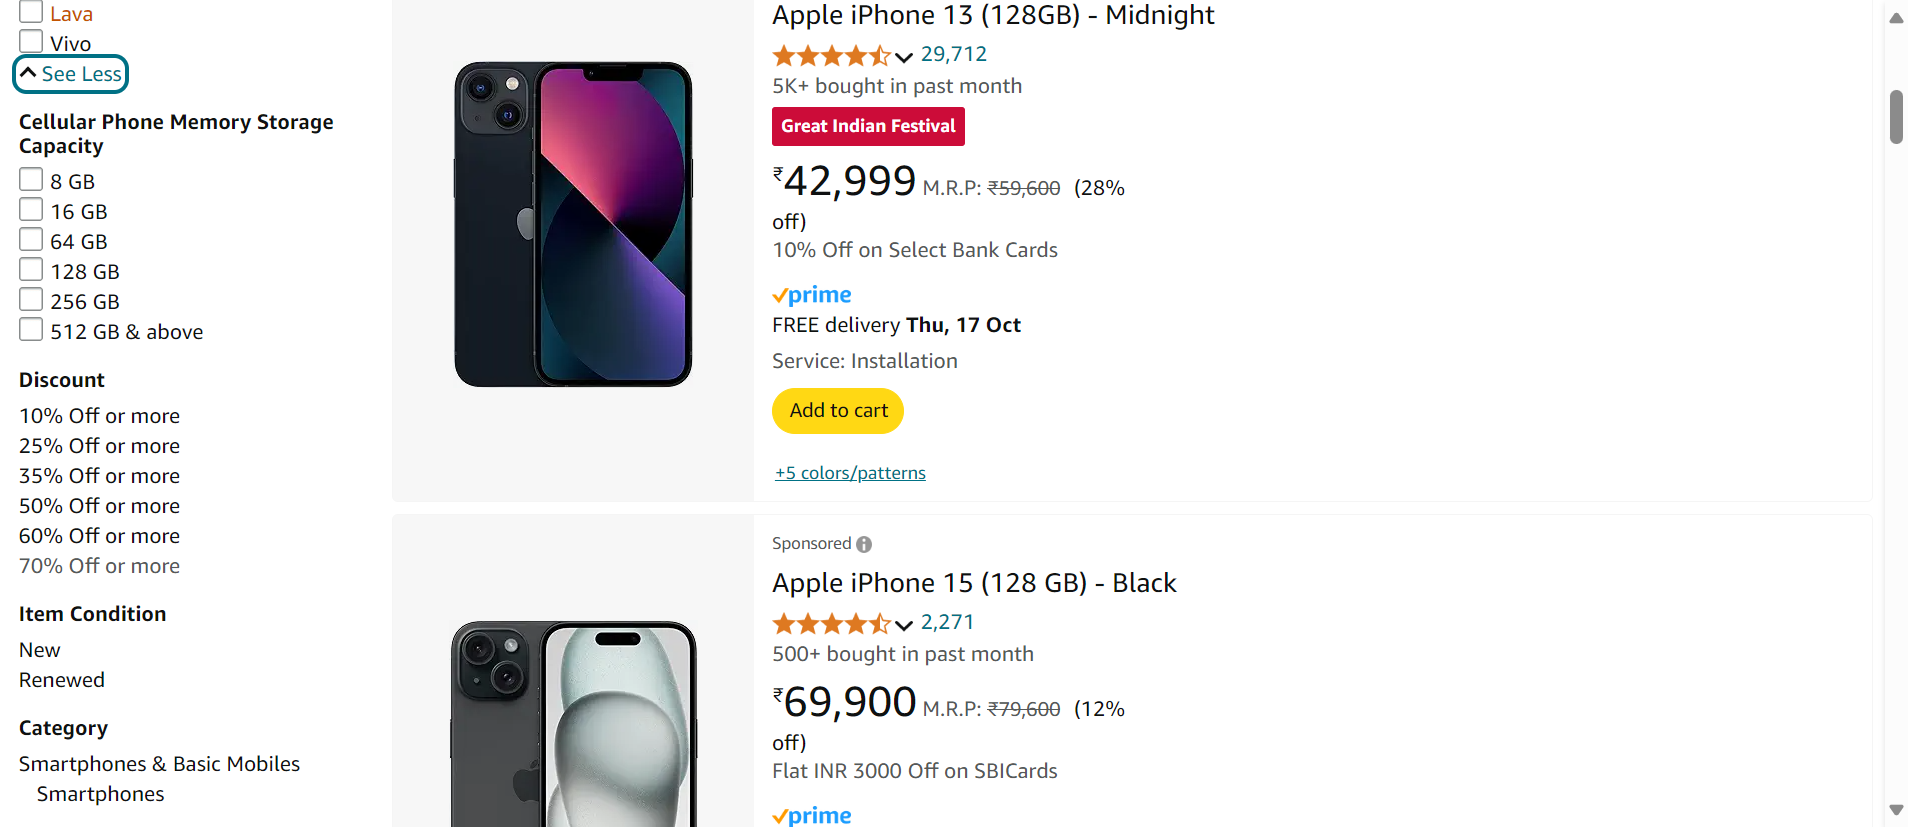 Lava
Vivo
See Less
Cellular Phone Memory Storage
Capacity
8 GB
16 GB
64 GB
128 GB
256 GB
512 GB & above
Discount
10% Off or more
25% Off or more
35% Off or more
50% Off or more
60% Off or more
70% Off or more
Item Condition
New
Renewed
Category
Smartphones & Basic Mobiles
Smartphones
Apple iPhone 13 (128GB) - Midnight
29,712
5K+ bought in past month
Great Indian Festival
₹42,999 M.R.P: ₹59,600 (28%
off)
10% Off on Select Bank Cards
prime
FREE delivery Thu, 17 Oct
Service: Installation
Add to cart
+5 colors/patterns
Sponsored
Apple iPhone 15 (128 GB) - Black
2,271
500+ bought in past month
₹69,900 M.R.P: ₹79,600 (12%
off)
Flat INR 3000 Off on SBICards
prime